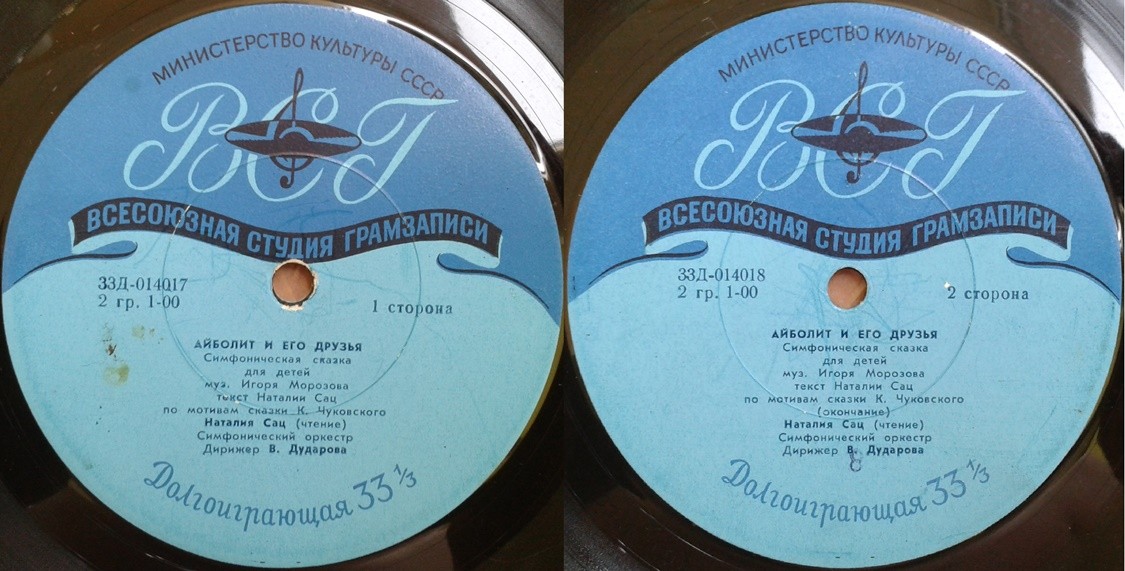 МИНИСТЕРСТВО КУЛЬТУРЫ СССР
ВСГ
ВСЕСОЮЗНАЯ СТУДИЯ ГРАМЗАПИСИ
33Д-014017
2 гр. 1-00
1 сторона
АЙБОЛИТ И ЕГО ДРУЗЬЯ
Симфоническая сказка
для детей
муз. Игоря Морозова
текст Наталии Сац
по мотивам сказки К. Чуковского
Наталия Сац (чтение)
Симфонический оркестр
Дирижер В. Дударова
Долгоиграющая 33 1/3
МИНИСТЕРСТВО КУЛЬТУРЫ СССР
ВСГ
ВСЕСОЮЗНАЯ СТУДИЯ ГРАМЗАПИСИ
33Д-014018
2 гр. 1-00
2 сторона
АЙБОЛИТ И ЕГО ДРУЗЬЯ
Симфоническая сказка
для детей
муз. Игоря Морозова
текст Наталии Сац
по мотивам сказки К. Чуковского
(окончание)
Наталия Сац (чтение)
Симфонический оркестр
Дирижер В. Дударова
Долгоиграющая 33 1/3